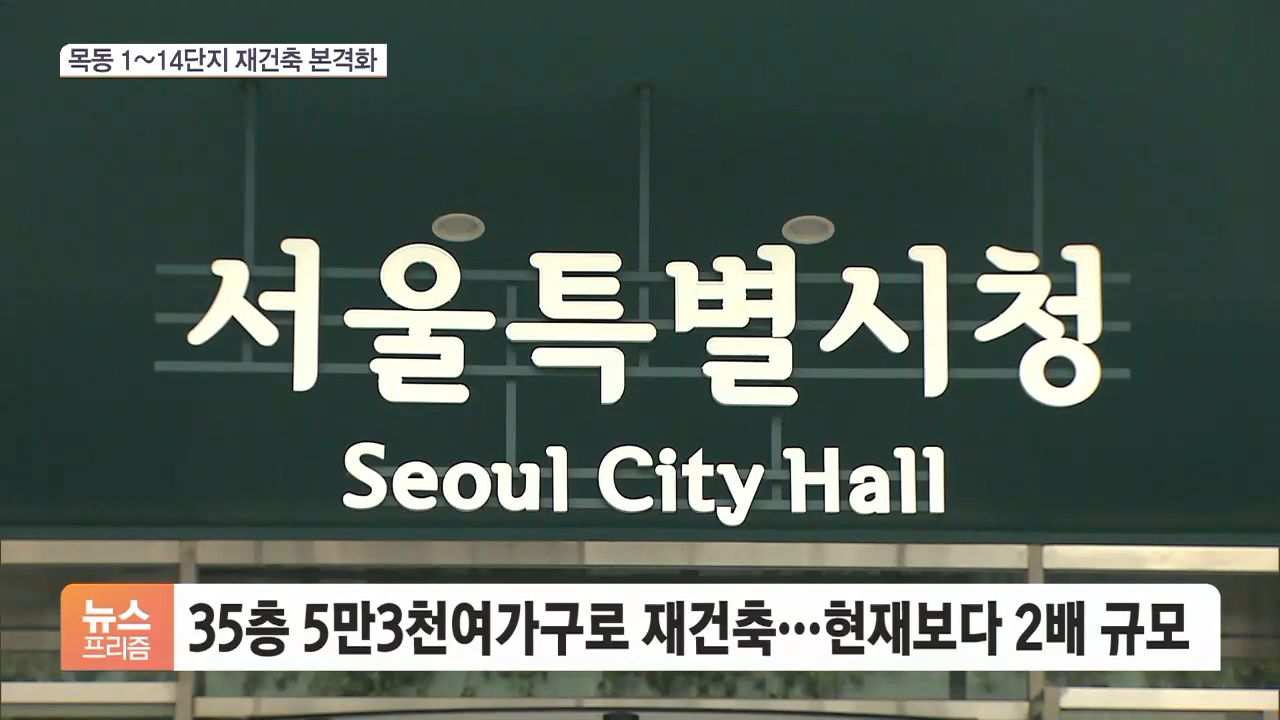 목동 1~14단지 재건축 본격화
서울특별시청
Seoul City Hall
뉴스
프리즘
35층 5만3천여가구로 재건축…현재보다 2배 규모